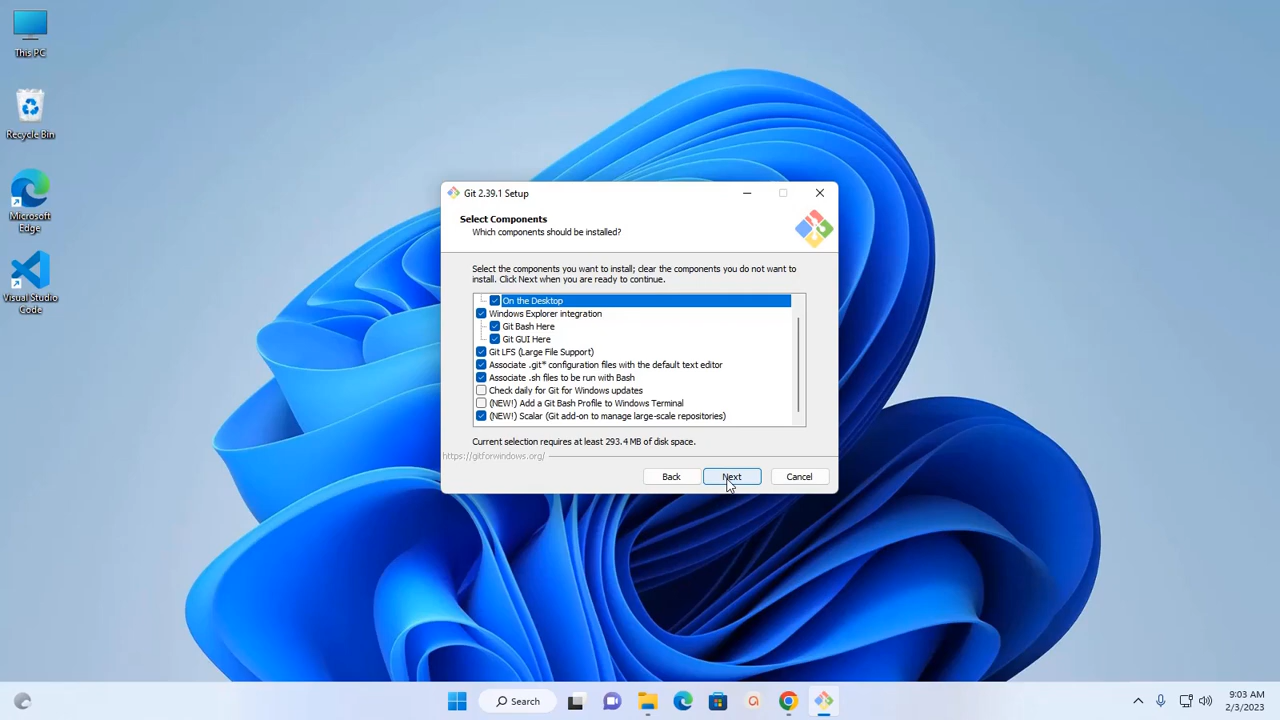 This PC
Recycle Bin
Microsoft
Edge
Visual Studio
Code
Git 2.39.1 Setup
Select Components
Which components should be installed?
Select the components you want to install; clear the components you do not want to
install. Click Next when you are ready to continue.
On the Desktop
Windows Explorer integration
Git Bash Here
Git GUI Here
Git LFS (Large File Support)
Associate .git* configuration files with the default text editor
Associate .sh files to be run with Bash
Check daily for Git for Windows updates
(NEW!) Add a Git Bash Profile to Windows Terminal
(NEW!) Scalar (Git add-on to manage large-scale repositories)
Current selection requires at least 293.4 MB of disk space.
https://gitforwindows.org/
Back
Next
Cancel
Search
9:03 AM
2/3/2023